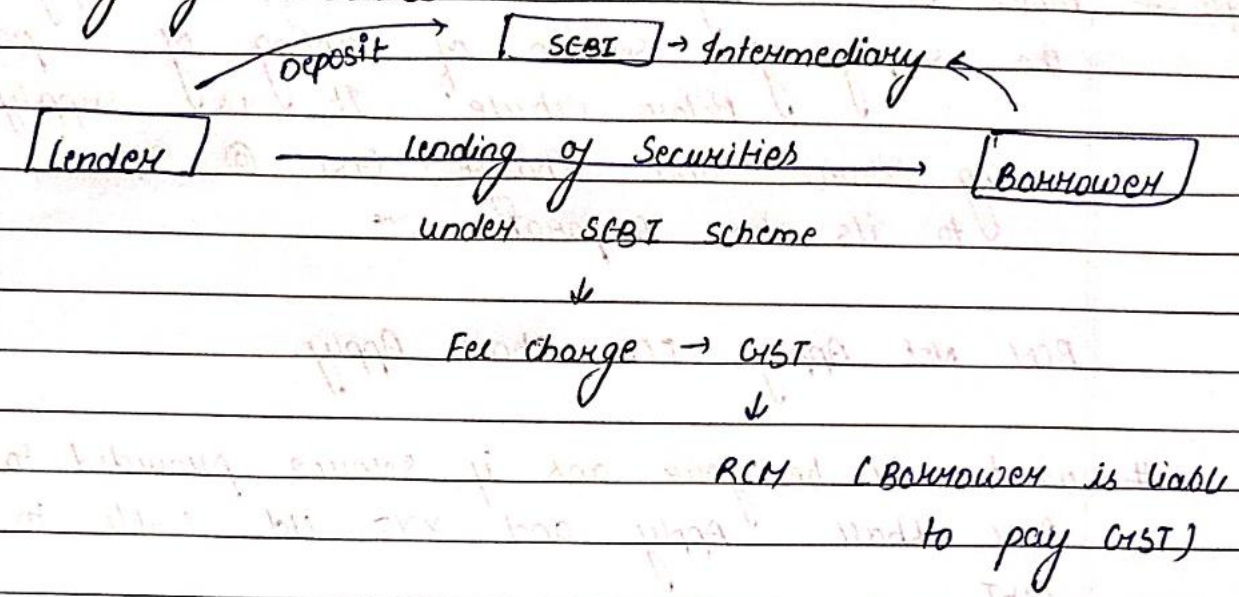 Deposit
SEBI → Intermediary
Lender
Lending of Securities
Borrower
under SEBI scheme
↓
Fee charge → GST
↓
RCM (Borrower is liable
to pay GST)